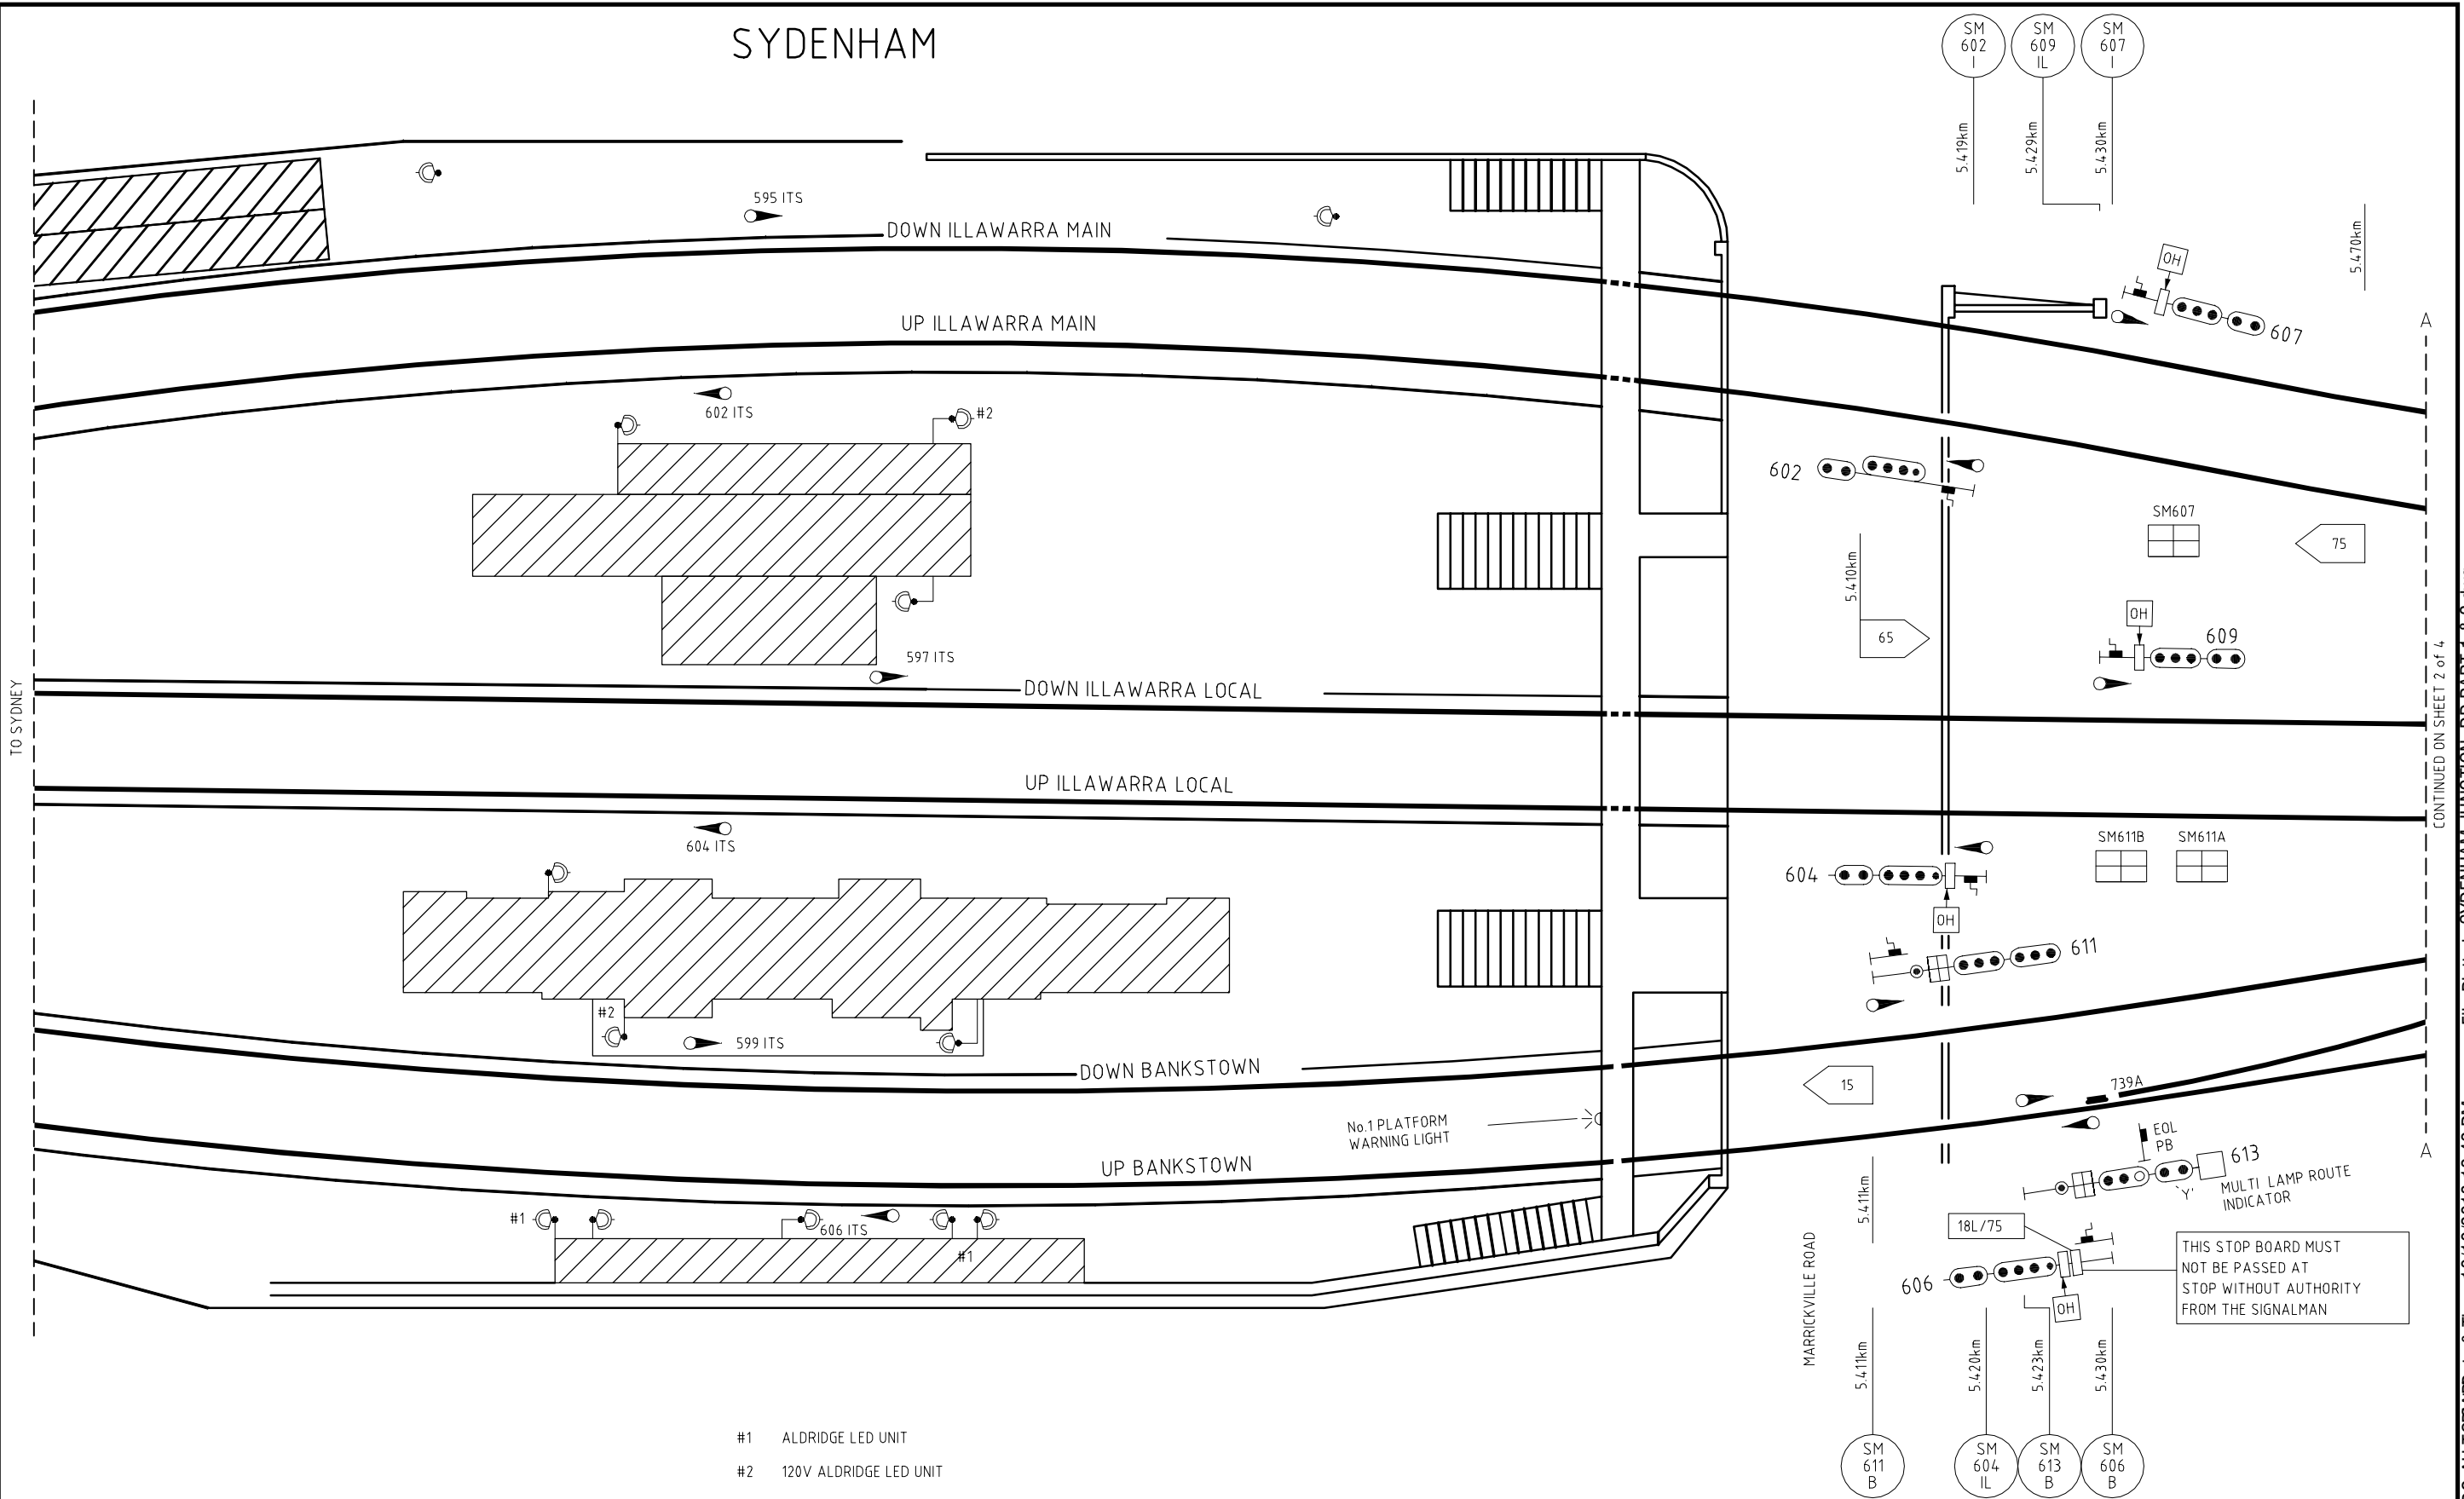 SYDENHAM
SM
602
I
SM
609
IL
SM
607
I
5.419km
5.429km
5.430km
5.470km
595 ITS
DOWN ILLAWARRA MAIN
OH
607
A
UP ILLAWARRA MAIN
602 ITS
#2
602
SM607
75
5.410km
65
OH
609
597 ITS
DOWN ILLAWARRA LOCAL
TO SYDNEY
CONTINUED ON SHEET 2 of 4
UP ILLAWARRA LOCAL
604 ITS
SM611B
SM611A
604
OH
611
#2
599 ITS
DOWN BANKSTOWN
15
739A
No.1 PLATFORM
WARNING LIGHT
EOL
PB
A
UP BANKSTOWN
613
'Y'
MULTI LAMP ROUTE
INDICATOR
#1
606 ITS
#1
5.411km
18L/75
MARRICKVILLE ROAD
606
OH
THIS STOP BOARD MUST
NOT BE PASSED AT
STOP WITHOUT AUTHORITY
FROM THE SIGNALMAN
5.411km
5.420km
5.423km
5.430km
#1 ALDRIDGE LED UNIT
#2 120V ALDRIDGE LED UNIT
SM
611
B
SM
604
IL
SM
613
B
SM
606
B